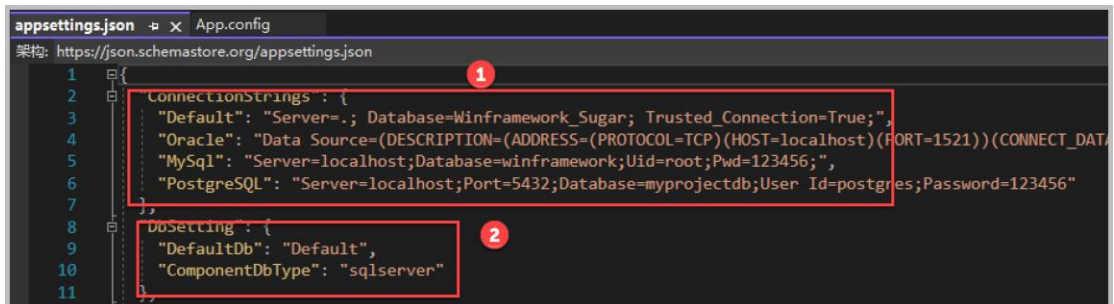 appsettings.json App.config
架构: https://json.schemastore.org/appsettings.json
1 {
1
2 "ConnectionStrings": {
3 "Default": "Server=.; Database=Winframework_Sugar; Trusted_Connection=True;",
4 "Oracle": "Data Source=(DESCRIPTION=(ADDRESS=(PROTOCOL=TCP)(HOST=localhost)(PORT=1521))(CONNECT_DATA
5 "MySql": "Server=localhost;Database=winframework;Uid=root;Pwd=123456;",
6 "PostgreSQL": "Server=localhost;Port=5432;Database=myprojectdb;User Id=postgres;Password=123456"
7 },
8 "DbSetting": {
2
9 "DefaultDb": "Default",
10 "ComponentDbType": "sqlserver"
11 },